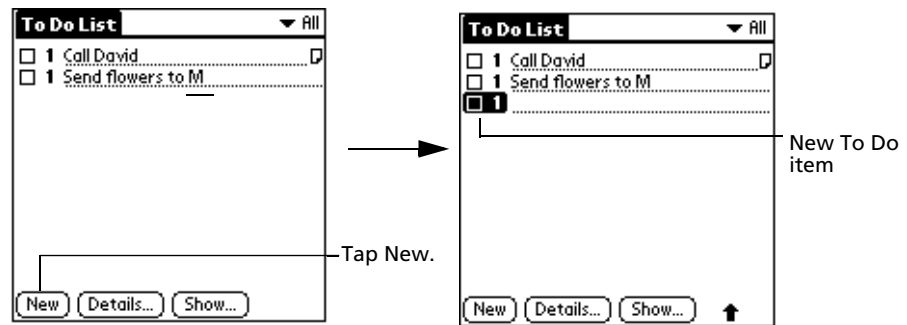 To Do List All
1 Call David
1 Send flowers to M
New Details... Show...
Tap New.
To Do List All
1 Call David
1 Send flowers to M
1
New Details... Show...
New To Do
item